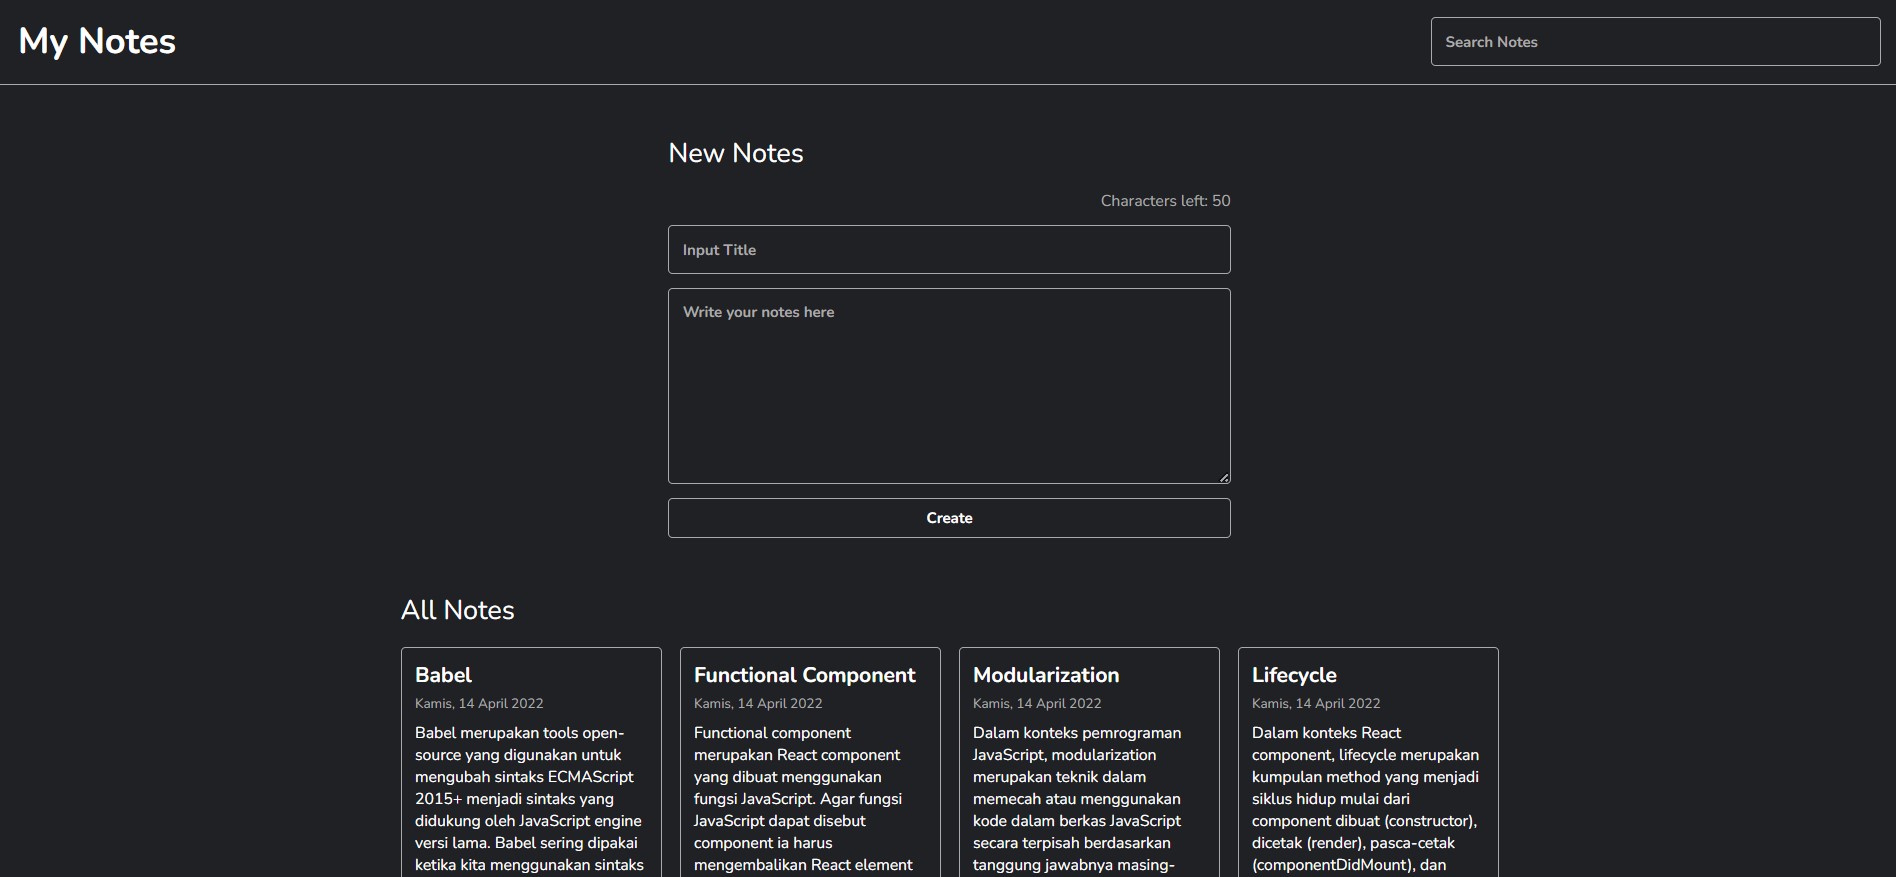 My Notes
Search Notes
New Notes
Characters left: 50
Input Title
Write your notes here
Create
All Notes
Babel
Kamis, 14 April 2022
Babel merupakan tools open-
source yang digunakan untuk
mengubah sintaks ECMAScript
2015+ menjadi sintaks yang
didukung oleh JavaScript engine
versi lama. Babel sering dipakai
ketika kita menggunakan sintaks
Functional Component
Kamis, 14 April 2022
Functional component
merupakan React component
yang dibuat menggunakan
fungsi JavaScript. Agar fungsi
JavaScript dapat disebut
component ia harus
mengembalikan React element
Modularization
Kamis, 14 April 2022
Dalam konteks pemrograman
JavaScript, modularization
merupakan teknik dalam
memecah atau menggunakan
kode dalam berkas JavaScript
secara terpisah berdasarkan
tanggung jawabnya masing-
Lifecycle
Kamis, 14 April 2022
Dalam konteks React
component, lifecycle merupakan
kumpulan method yang menjadi
siklus hidup mulai dari
component dibuat (constructor),
dicetak (render), pasca-cetak
(componentDidMount), dan